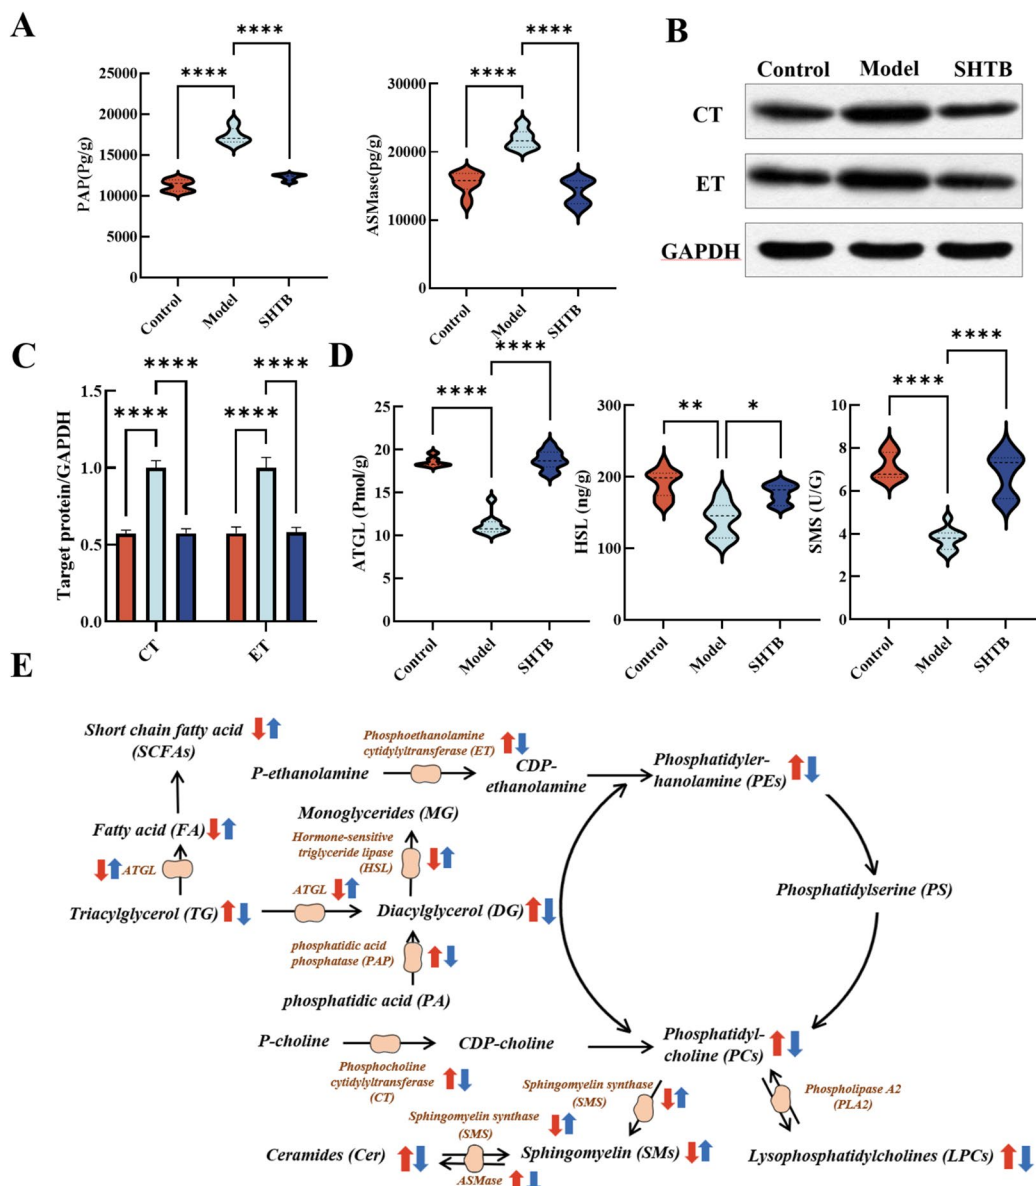 A
****
****
25000
20000
15000
10000
5000
0
PAP(Pg/g)
Control
Model
SHTB
****
****
30000
20000
10000
0
ASMase(pg/g)
Control
Model
SHTB
B
Control Model SHTB
CT
ET
GAPDH
C
****
****
****
****
1.5
1.0
0.5
0.0
Target protein/GAPDH
CT
ET
D
****
****
25
20
15
10
5
0
ATGL (Pmol/g)
Control
Model
SHTB
**
*
300
200
100
0
HSL (ng/g)
Control
Model
SHTB
****
****
10
8
6
4
2
0
SMS (U/G)
Control
Model
SHTB
E
Short chain fatty acid
(SCFAs)
Phosphoethanolamine
cytidylyltransferase (ET)
P-ethanolamine
CDP-
ethanolamine
Phosphatidyler-
hanolamine (PEs)
Monoglycerides (MG)
Fatty acid (FA)
Hormone-sensitive
triglyceride lipase
(HSL)
ATGL
ATGL
Triacylglycerol (TG)
Diacylglycerol (DG)
Phosphatidylserine (PS)
phosphatidic acid
phosphatase (PAP)
phosphatidic acid (PA)
P-choline
CDP-choline
Phosphatidyl-
choline (PCs)
Phosphocholine
cytidylyltransferase
(CT)
Sphingomyelin synthase
(SMS)
Phospholipase A2
(PLA2)
Sphingomyelin synthase
(SMS)
Ceramides (Cer)
Sphingomyelin (SMs)
Lysophosphatidylcholines (LPCs)
ASMase